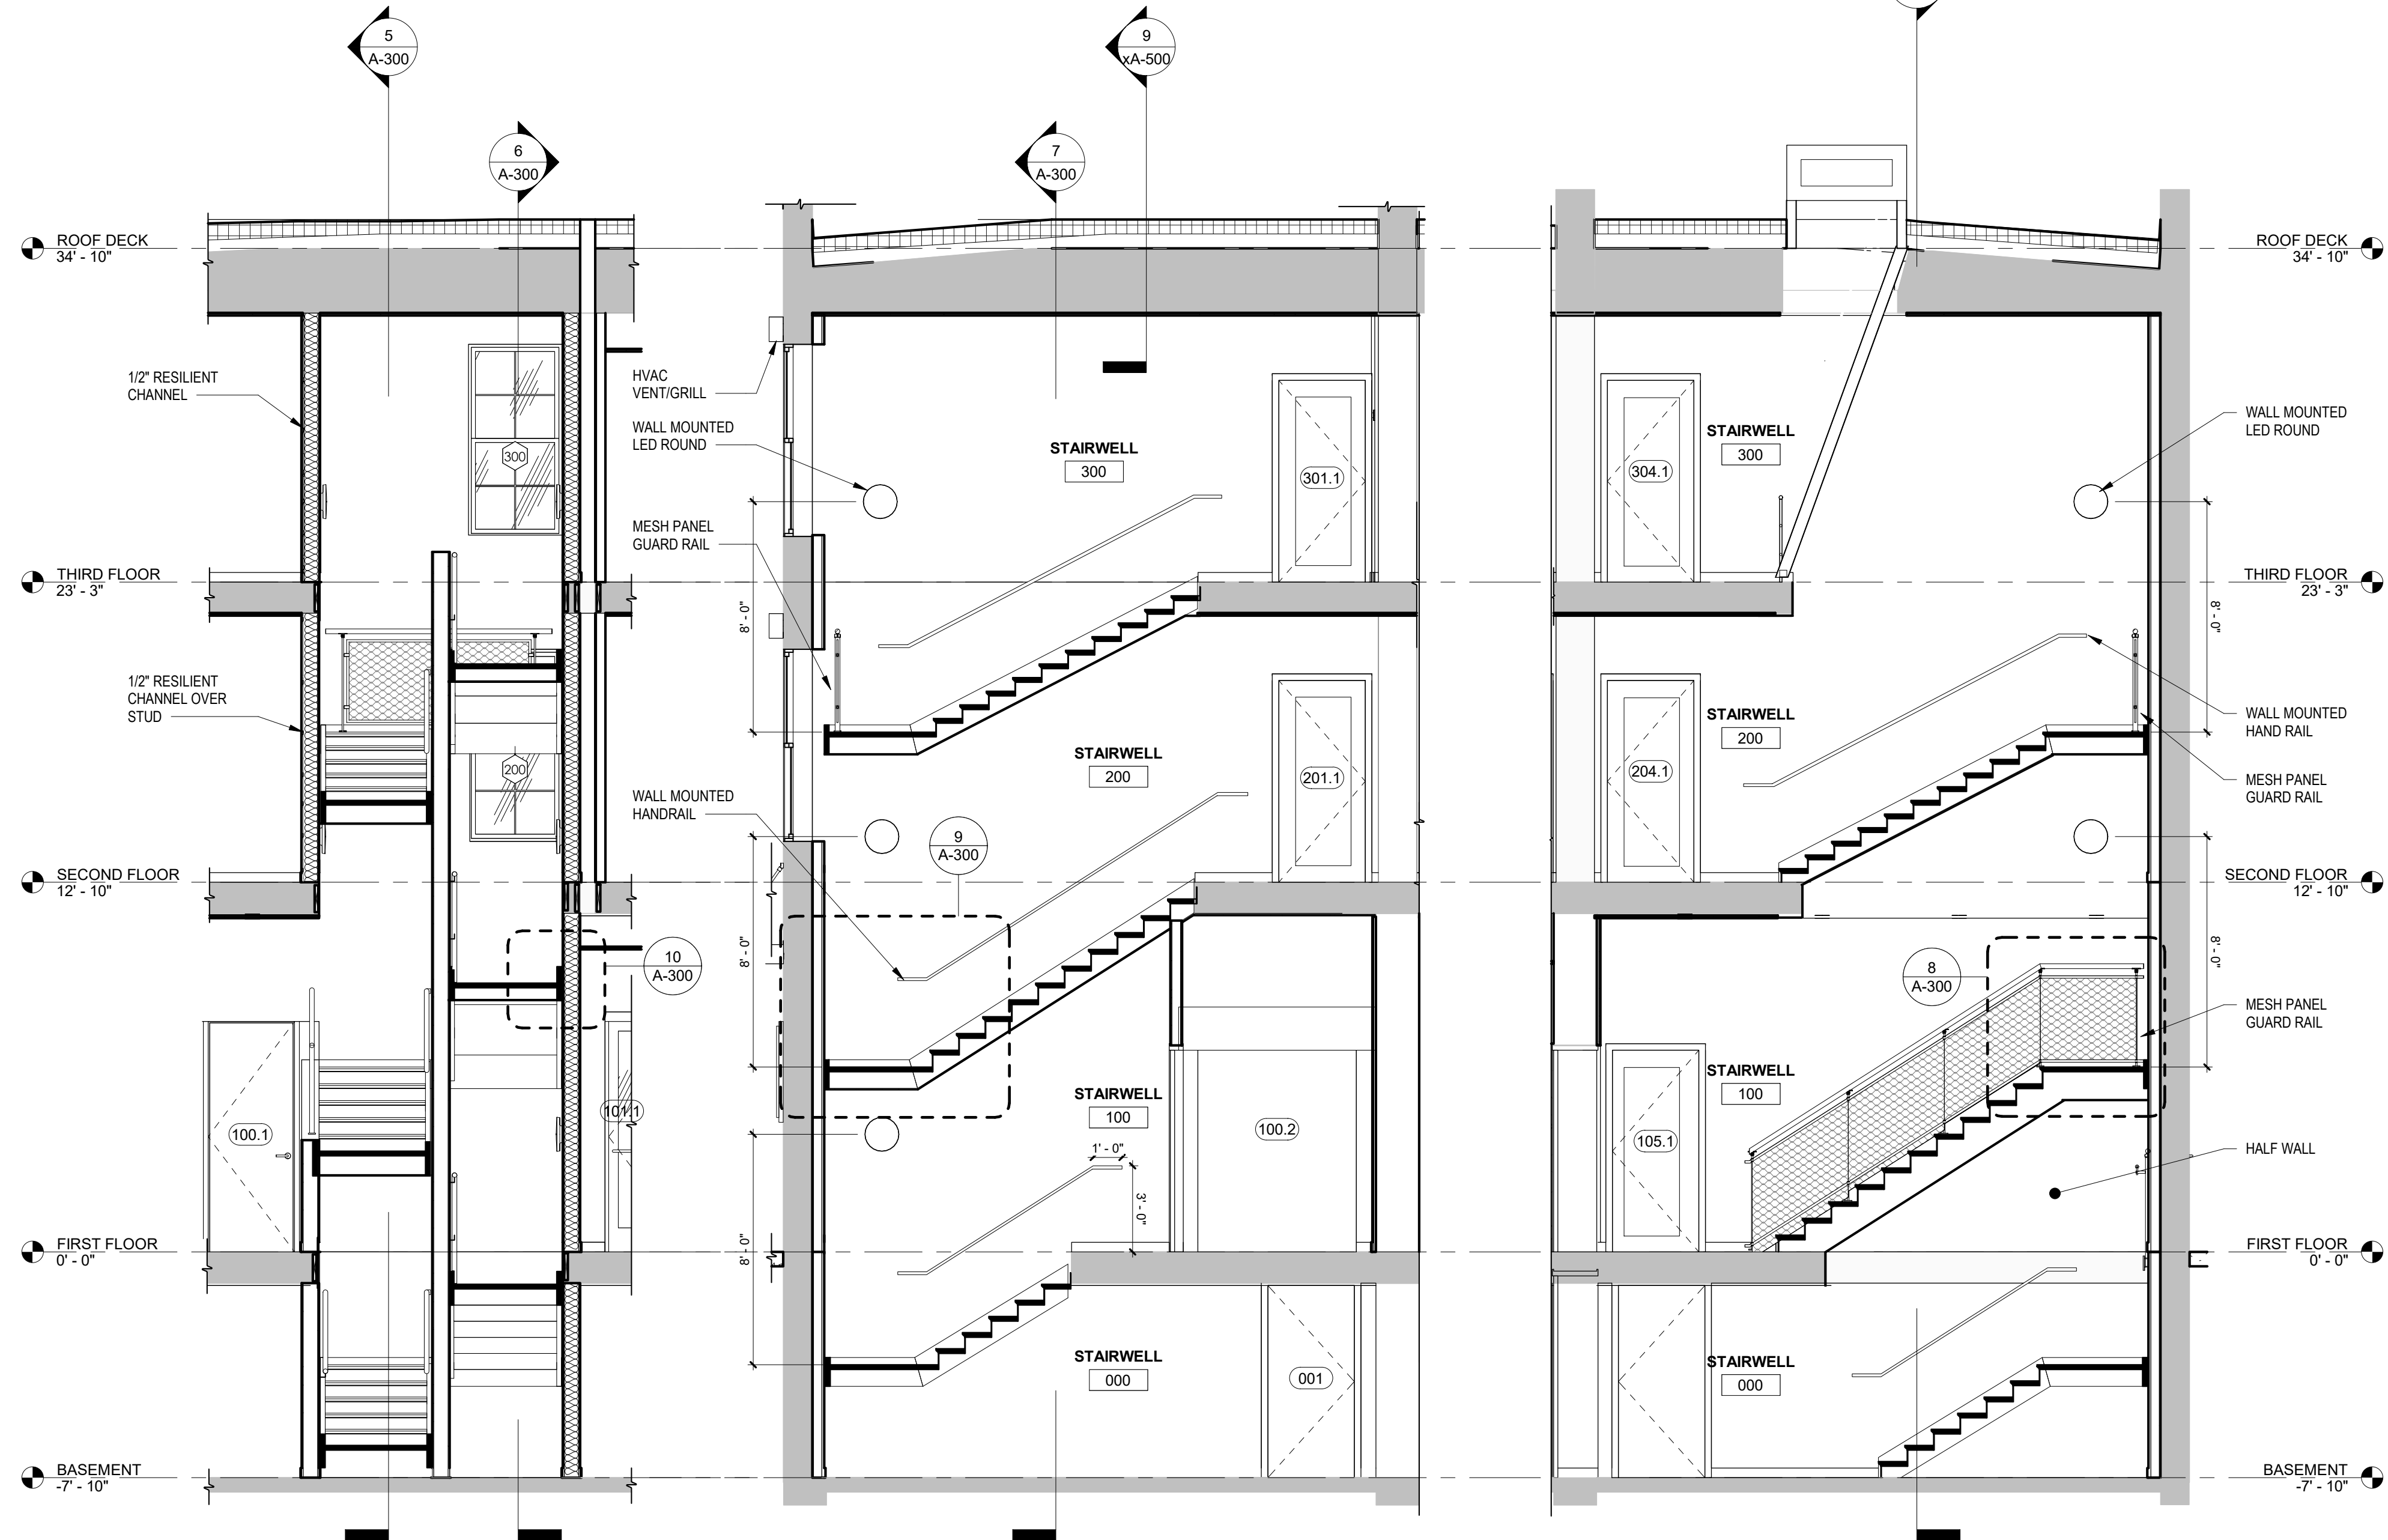 5
A-300
9
xA-500
6
A-300
7
A-300
ROOF DECK
34' - 10"
ROOF DECK
34' - 10"
1/2" RESILIENT
CHANNEL
HVAC
VENT/GRILL
WALL MOUNTED
LED ROUND
WALL MOUNTED
LED ROUND
STAIRWELL
300
301.1
304.1
STAIRWELL
300
300
MESH PANEL
GUARD RAIL
THIRD FLOOR
23' - 3"
THIRD FLOOR
23' - 3"
8' - 0"
8' - 0"
1/2" RESILIENT
CHANNEL OVER
STUD
WALL MOUNTED
HAND RAIL
STAIRWELL
200
201.1
204.1
STAIRWELL
200
200
MESH PANEL
GUARD RAIL
WALL MOUNTED
HANDRAIL
9
A-300
SECOND FLOOR
12' - 10"
SECOND FLOOR
12' - 10"
8' - 0"
8' - 0"
10
A-300
8
A-300
MESH PANEL
GUARD RAIL
100.1
101.1
STAIRWELL
100
100.2
105.1
STAIRWELL
100
1' - 0"
3' - 0"
HALF WALL
FIRST FLOOR
0' - 0"
8' - 0"
FIRST FLOOR
0' - 0"
STAIRWELL
000
001
STAIRWELL
000
BASEMENT
-7' - 10"
BASEMENT
-7' - 10"